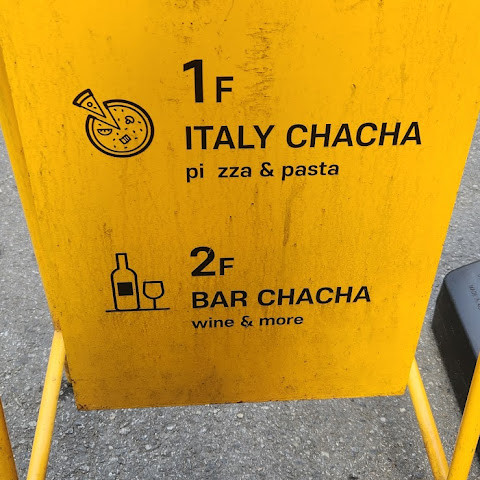 1F
ITALY CHACHA
pi zza & pasta
2F
BAR CHACHA
wine & more